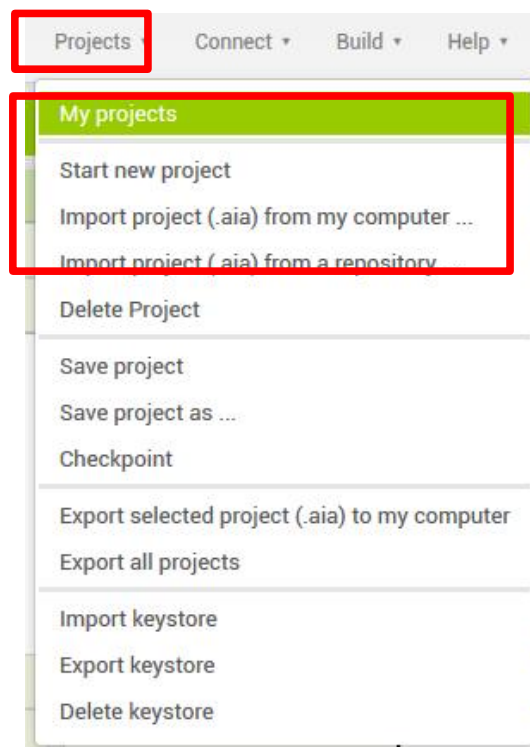 Projects Connect Build Help
My projects
Start new project
Import project (.aia) from my computer ...
Import project (.aia) from a repository
Delete Project
Save project
Save project as ...
Checkpoint
Export selected project (.aia) to my computer
Export all projects
Import keystore
Export keystore
Delete keystore